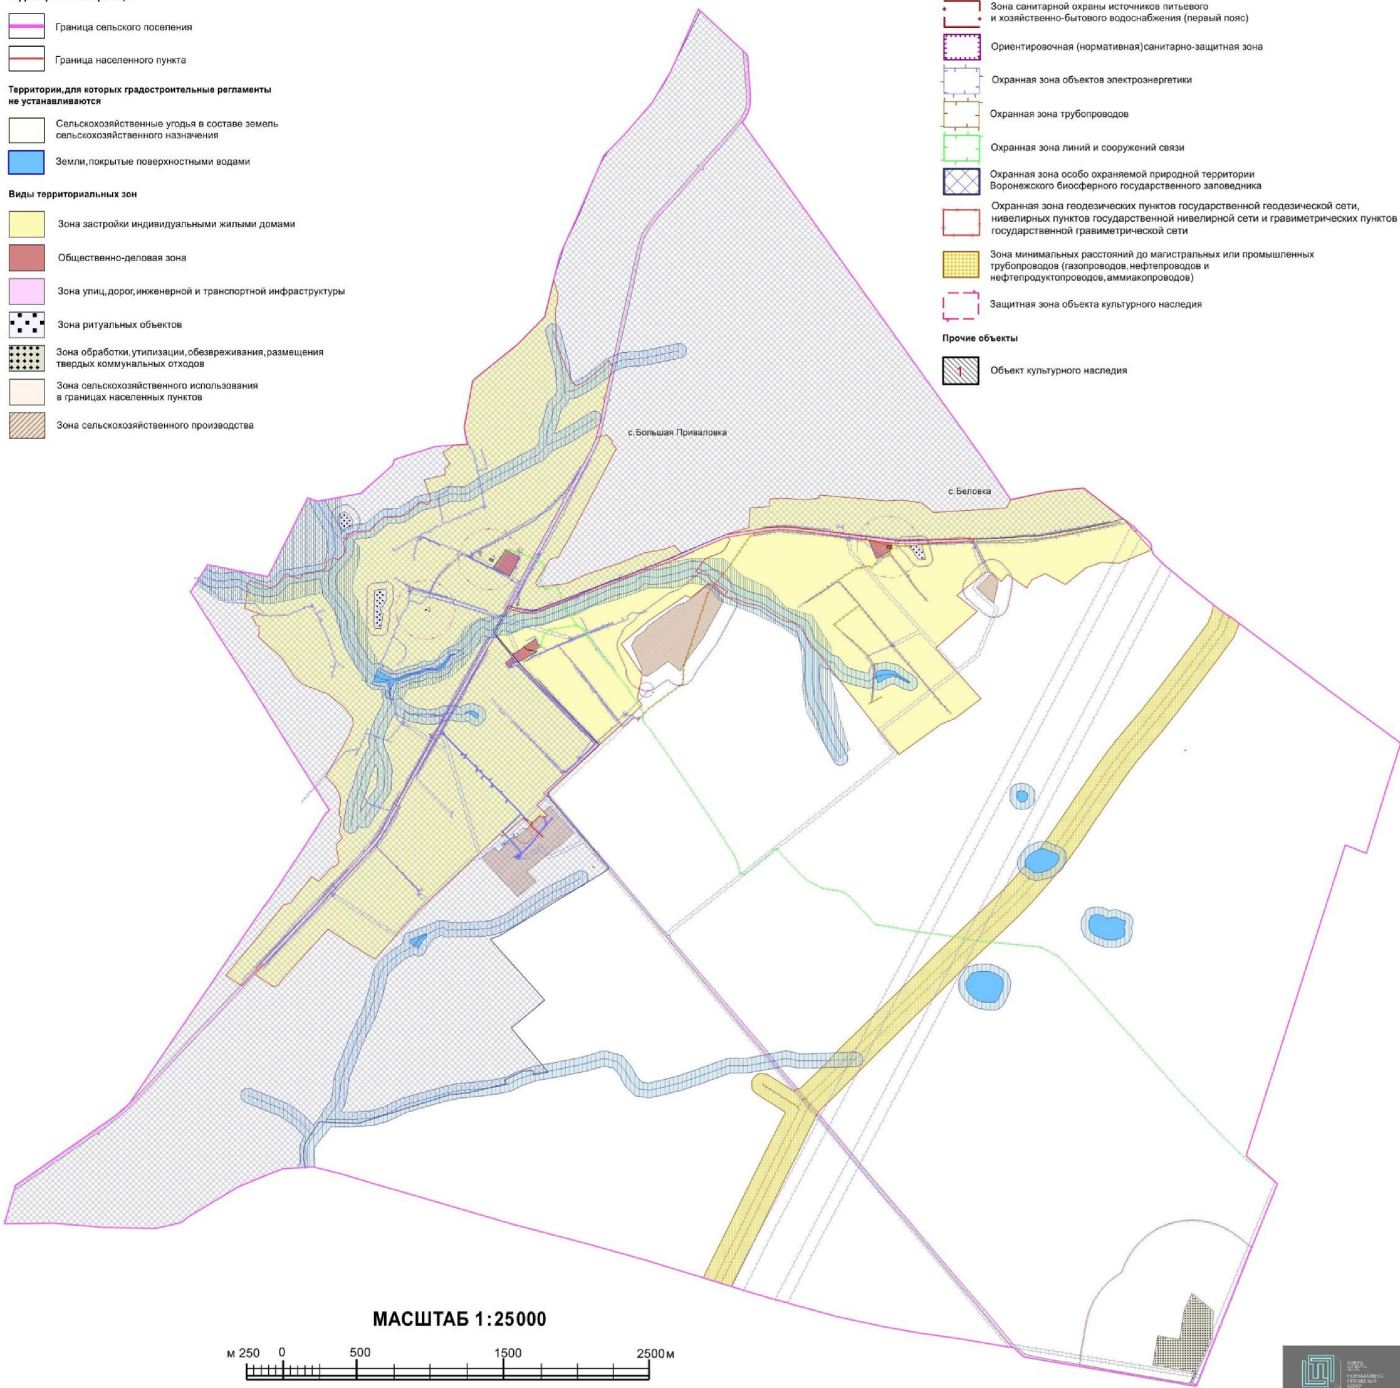 Граница сельского поселения
Граница населенного пункта
Территории, для которых градостроительные регламенты
не устанавливаются
Сельскохозяйственные угодья в составе земель
сельскохозяйственного назначения
Земли, покрытые поверхностными водами
Виды территориальных зон
Зона застройки индивидуальными жилыми домами
Общественно-деловая зона
Зона улиц, дорог, инженерной и транспортной инфраструктуры
Зона ритуальных объектов
Зона обработки, утилизации, обезвреживания, размещения
твердых коммунальных отходов
Зона сельскохозяйственного использования
в границах населенных пунктов
Зона сельскохозяйственного производства
Зона санитарной охраны источников питьевого
и хозяйственно-бытового водоснабжения (первый пояс)
Ориентировочная (нормативная) санитарно-защитная зона
Охранная зона объектов электроэнергетики
Охранная зона трубопроводов
Охранная зона линий и сооружений связи
Охранная зона особо охраняемой природной территории
Воронежского биосферного государственного заповедника
Охранная зона геодезических пунктов государственной геодезической сети,
нивелирных пунктов государственной нивелирной сети и гравиметрических пунктов
государственной гравиметрической сети
Зона минимальных расстояний до магистральных или промышленных
трубопроводов (газопроводов, нефтепроводов и
нефтепродуктопроводов, аммиакопроводов)
Защитная зона объекта культурного наследия
Прочие объекты
1
Объект культурного наследия
с. Большая Приваловка
с. Беловка
МАСШТАБ 1:25000
м 250 0 500 1500 2500 м
НОРМАТИВНО-
ПРОЕКТНЫЙ
ЦЕНТР